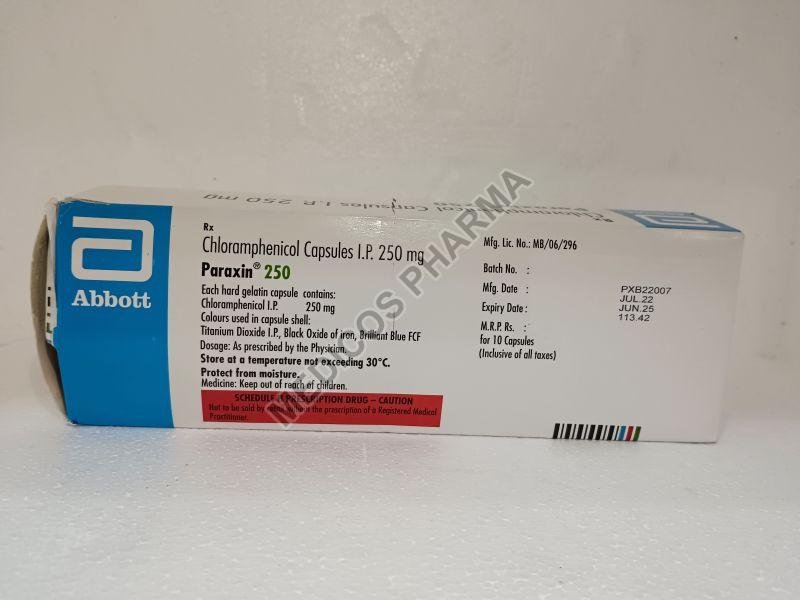 Chloramphenicol Capsules I.P. 250 mg
Rx
Chloramphenicol Capsules I.P. 250 mg
Paraxin® 250
Each hard gelatin capsule contains:
Chloramphenicol I.P. 250 mg
Colours used in capsule shell:
Titanium Dioxide I.P., Black Oxide of iron, Brilliant Blue FCF
Dosage: As prescribed by the Physician.
Store at a temperature not exceeding 30°C.
Protect from moisture.
Medicine: Keep out of reach of children.
SCHEDULE H PRESCRIPTION DRUG – CAUTION
Not to be sold by retail without the prescription of a Registered Medical
Practitioner.
Abbott
Mfg. Lic. No.: MB/06/296
Batch No. :
Mfg. Date : PXB22007
Expiry Date : JUL.22
JUN.25
M.R.P. Rs. : 113.42
for 10 Capsules
(Inclusive of all taxes)
MEDICOS PHARMA